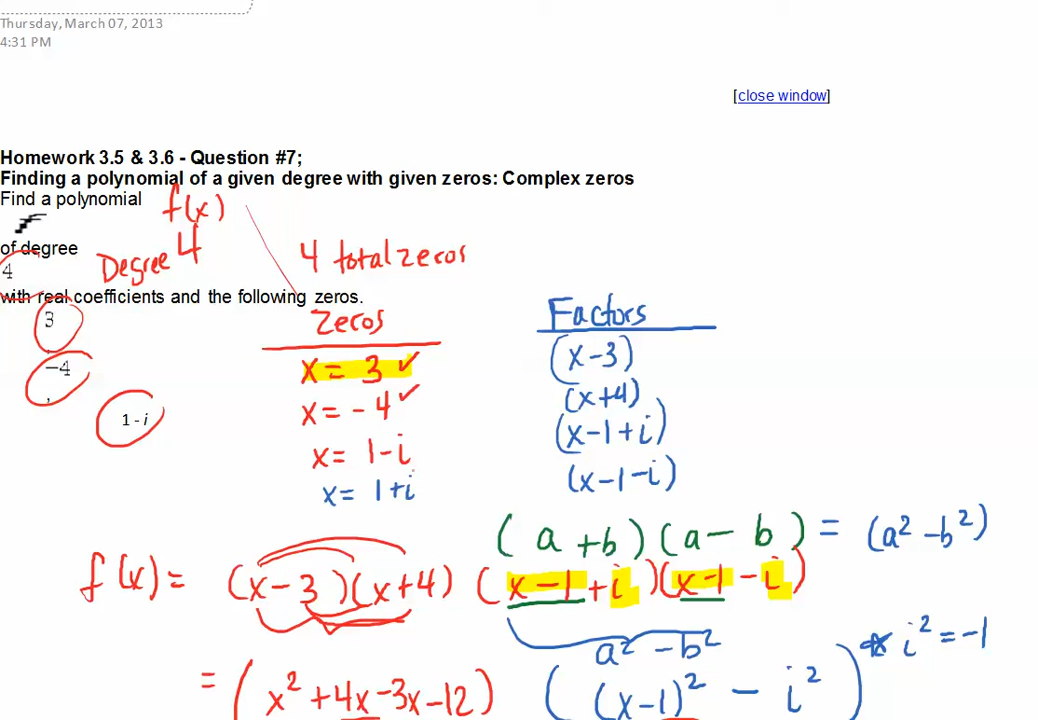 Thursday, March 07, 2013
4:31 PM
[close window]
Homework 3.5 & 3.6 - Question #7;
Finding a polynomial of a given degree with given zeros: Complex zeros
Find a polynomial f(x)
f
of degree
Degree 4
4 total zeros
4
with real coefficients and the following zeros.
3
,
-4
,
1 - i
Zeros
x = 3 ✓
x = -4 ✓
x = 1-i
x = 1+i
Factors
(x-3)
(x+4)
(x-1+i)
(x-1-i)
(a+b)(a-b) = (a² -b²)
f(x) = (x-3)(x+4)(x-1+i)(x-1-i)
a² -b²
* i² = -1
= (x² +4x -3x -12) ((x-1)² - i²)